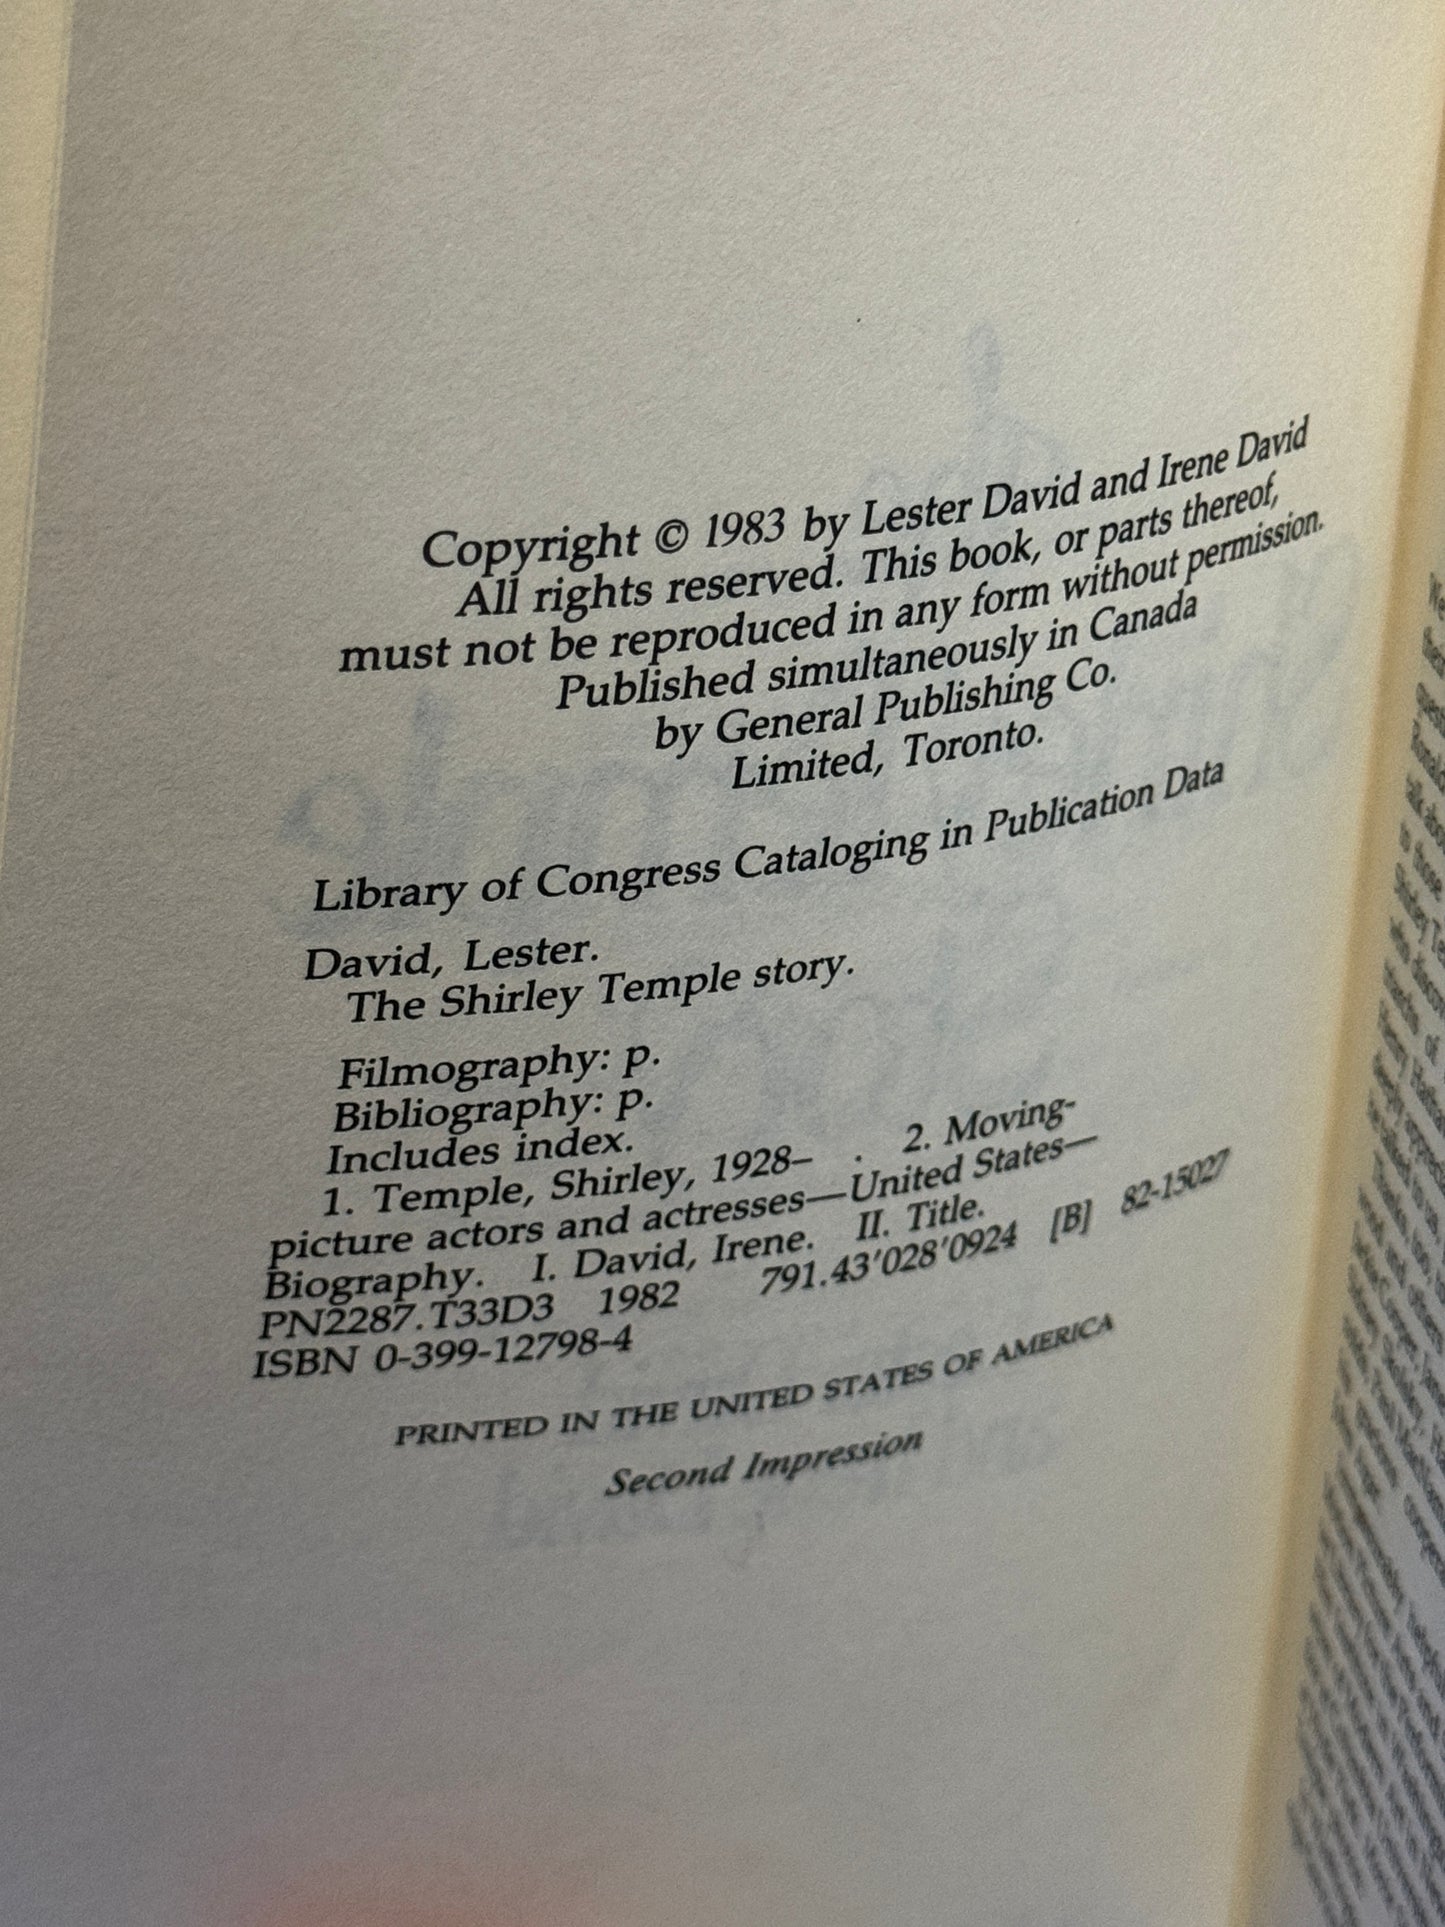 Copyright © 1983 by Lester David and Irene David
All rights reserved. This book, or parts thereof,
must not be reproduced in any form without permission.
Published simultaneously in Canada
by General Publishing Co.
Limited, Toronto.
Library of Congress Cataloging in Publication Data
David, Lester.
The Shirley Temple story.
Filmography: p.
Bibliography: p.
Includes index.
1. Temple, Shirley, 1928– . 2. Moving-
picture actors and actresses—United States—
Biography. I. David, Irene. II. Title.
PN2287.T33D3 1982 791.43'028'0924 [B] 82-15027
ISBN 0-399-12798-4
PRINTED IN THE UNITED STATES OF AMERICA
Second Impression